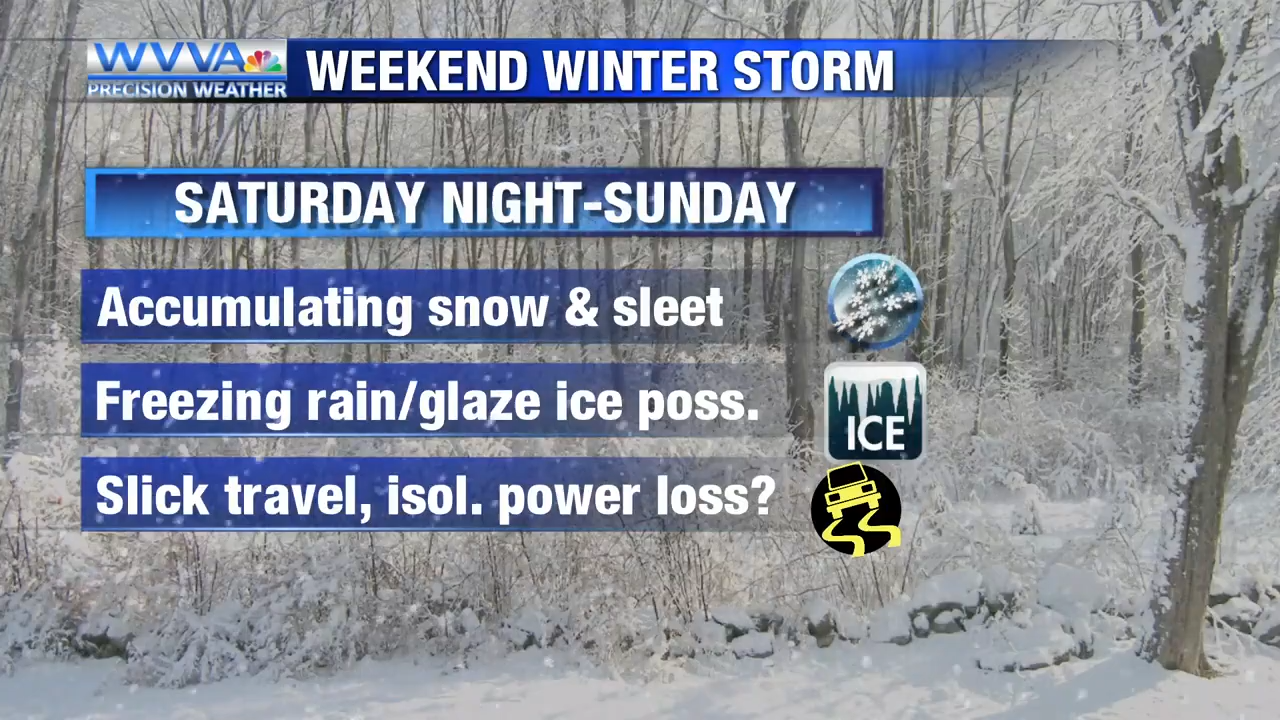 WVVA
PRECISION WEATHER
WEEKEND WINTER STORM
SATURDAY NIGHT-SUNDAY
Accumulating snow & sleet
Freezing rain/glaze ice poss.
ICE
Slick travel, isol. power loss?